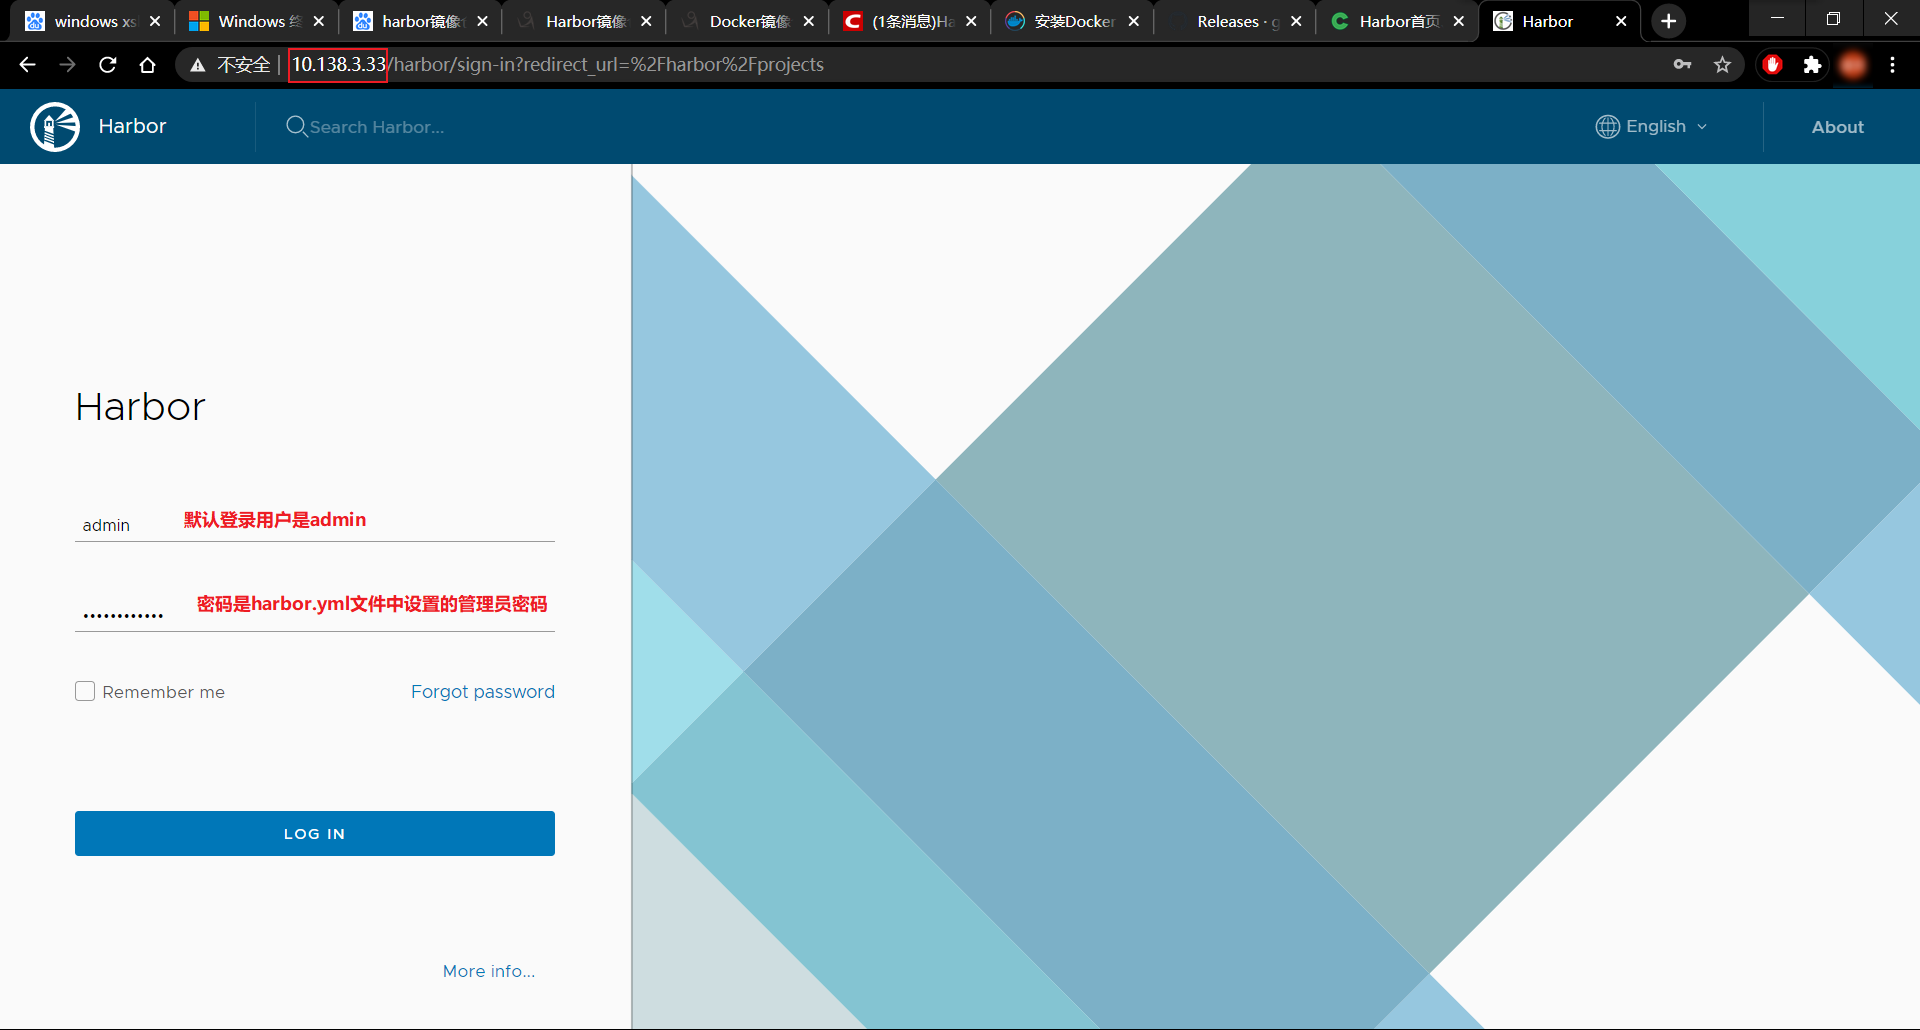 windows xs
Windows 终
harbor镜像
Harbor镜像
Docker镜像
(1条消息)Ha
安装Docker
Releases · g
Harbor首页
Harbor
不安全 | 10.138.3.33/harbor/sign-in?redirect_url=%2Fharbor%2Fprojects
Harbor
Search Harbor...
English
About
Harbor
admin
默认登录用户是admin
密码是harbor.yml文件中设置的管理员密码
Remember me
Forgot password
LOG IN
More info...